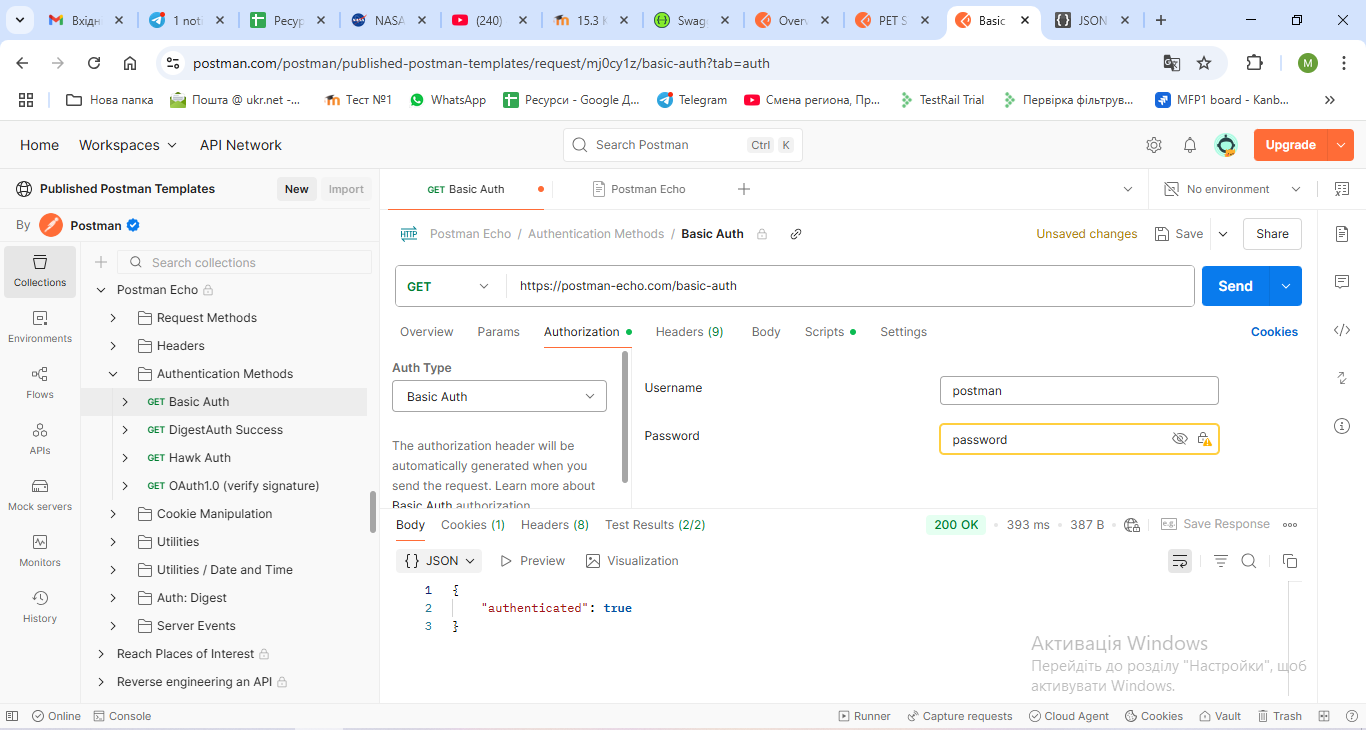 Вхідн
1 noti
Ресур
NASA
(240)
15.3 K
Swag
Over
PET S
Basic
JSON
postman.com/postman/published-postman-templates/request/mj0cy1z/basic-auth?tab=auth
M
Нова папка
Пошта @ ukr.net -...
Тест №1
WhatsApp
Ресурси - Google Д...
Telegram
Смена региона, Пр...
TestRail Trial
Первірка фільтрув...
MFP1 board - Kanb...
Home
Workspaces
API Network
Search Postman
Ctrl K
Upgrade
Published Postman Templates
New
Import
GET Basic Auth
Postman Echo
No environment
By Postman
HTTP Postman Echo / Authentication Methods / Basic Auth
Unsaved changes
Save
Share
Collections
Environments
Flows
APIs
Mock servers
Monitors
History
Search collections
Postman Echo
Request Methods
Headers
Authentication Methods
GET Basic Auth
GET DigestAuth Success
GET Hawk Auth
GET OAuth1.0 (verify signature)
Cookie Manipulation
Utilities
Utilities / Date and Time
Auth: Digest
Server Events
Reach Places of Interest
Reverse engineering an API
GET
https://postman-echo.com/basic-auth
Send
Overview
Params
Authorization
Headers (9)
Body
Scripts
Settings
Cookies
Auth Type
Basic Auth
The authorization header will be
automatically generated when you
send the request. Learn more about
Basic Auth authorization
Username
postman
Password
password
Body
Cookies (1)
Headers (8)
Test Results (2/2)
200 OK
393 ms
387 B
e.g. Save Response
{ } JSON
Preview
Visualization
1 {
2 "authenticated": true
3 }
Активація Windows
Перейдіть до розділу "Настройки", щоб
активувати Windows.
Online
Console
Runner
Capture requests
Cloud Agent
Cookies
Vault
Trash